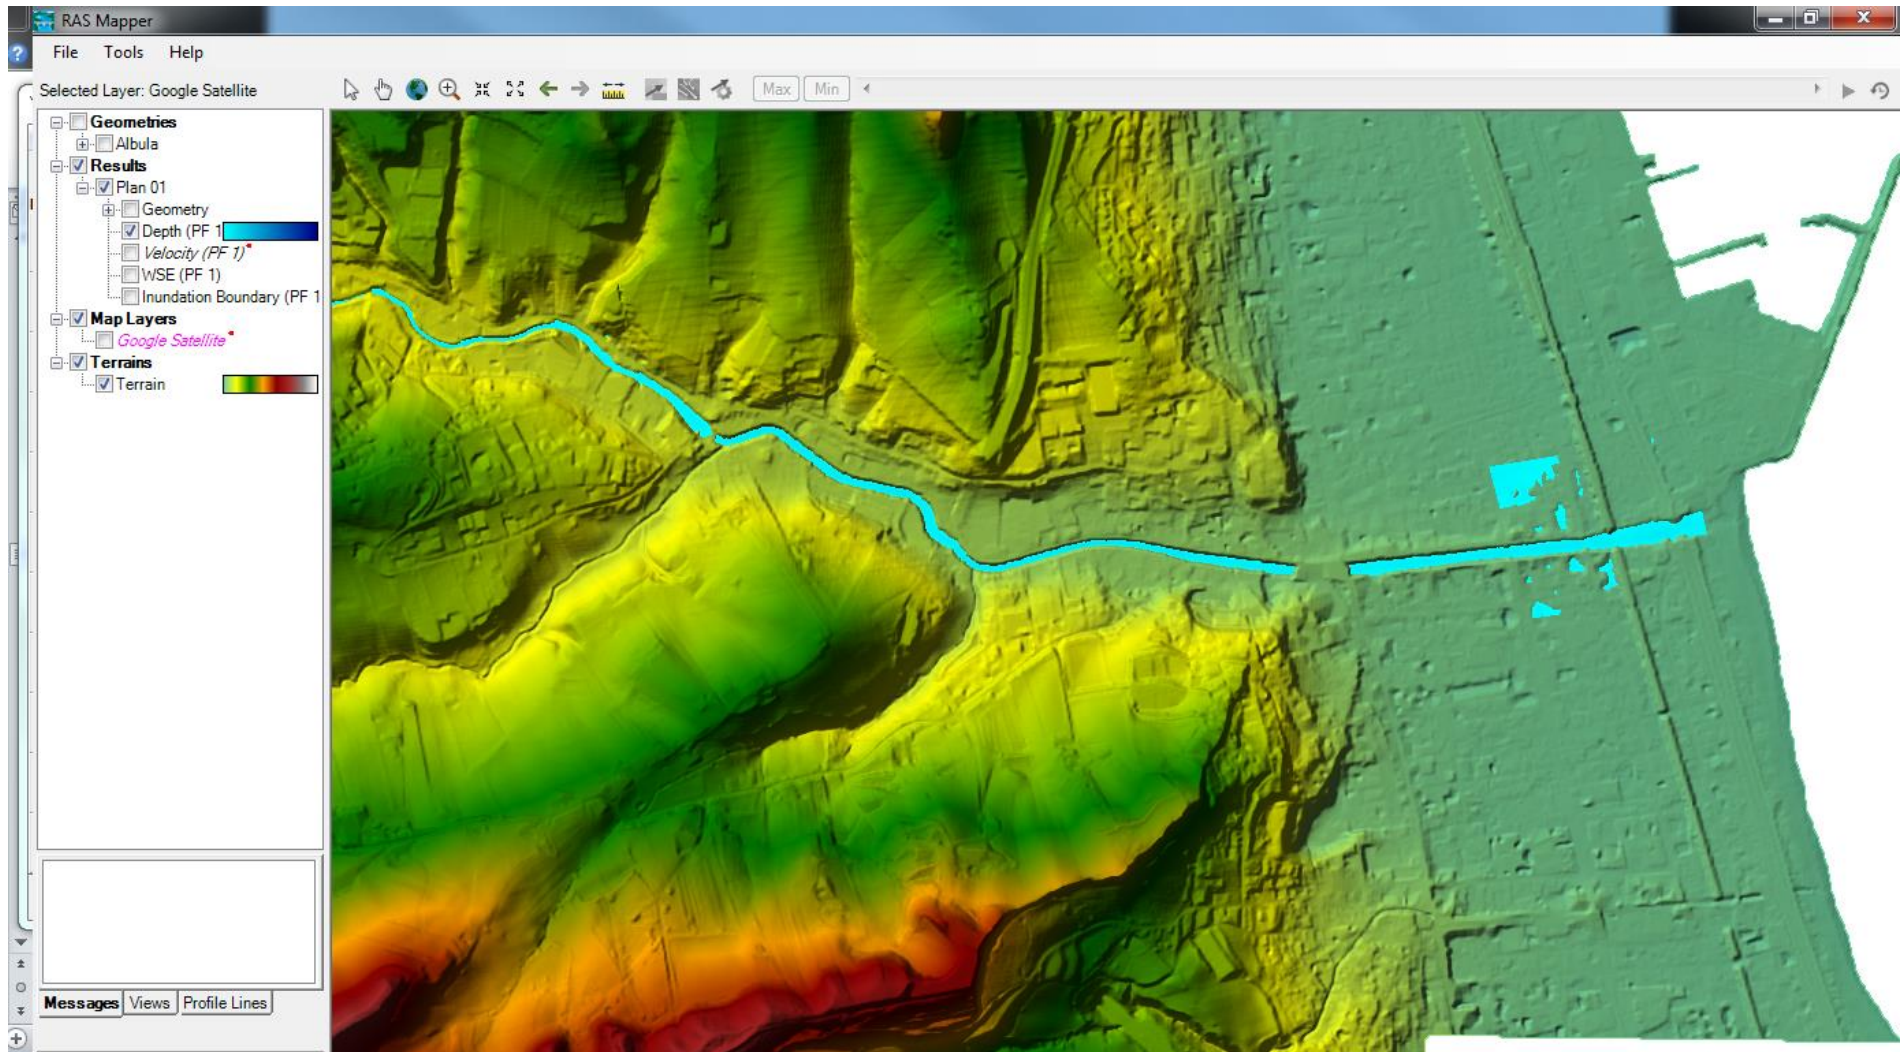 RAS Mapper
File Tools Help
Selected Layer: Google Satellite
Max Min
Geometries
Albula
Results
Plan 01
Geometry
Depth (PF 1
Velocity (PF 1)
WSE (PF 1)
Inundation Boundary (PF 1
Map Layers
Google Satellite
Terrains
Terrain
Messages Views Profile Lines